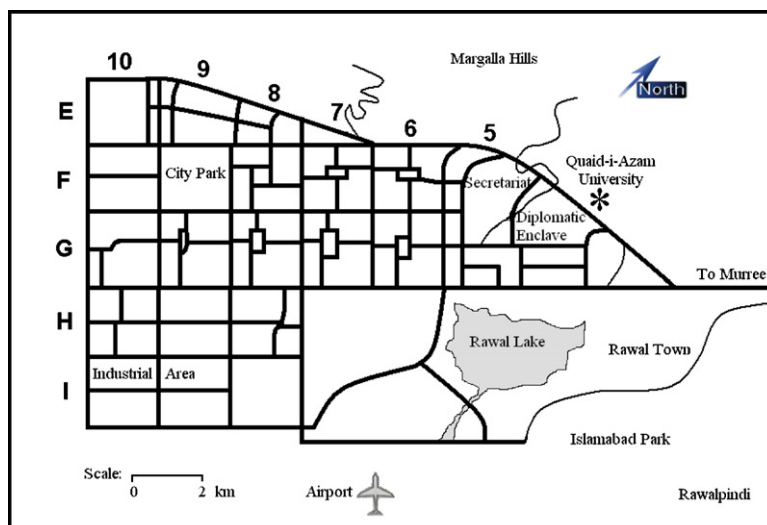 Margalla Hills
North
10
9
8
7
6
5
E
F
G
H
I
City Park
Secretariat
Quaid-i-Azam
University
Diplomatic
Enclave
To Murree
Rawal Lake
Rawal Town
Industrial Area
Islamabad Park
Scale:
0 2 km
Airport
Rawalpindi